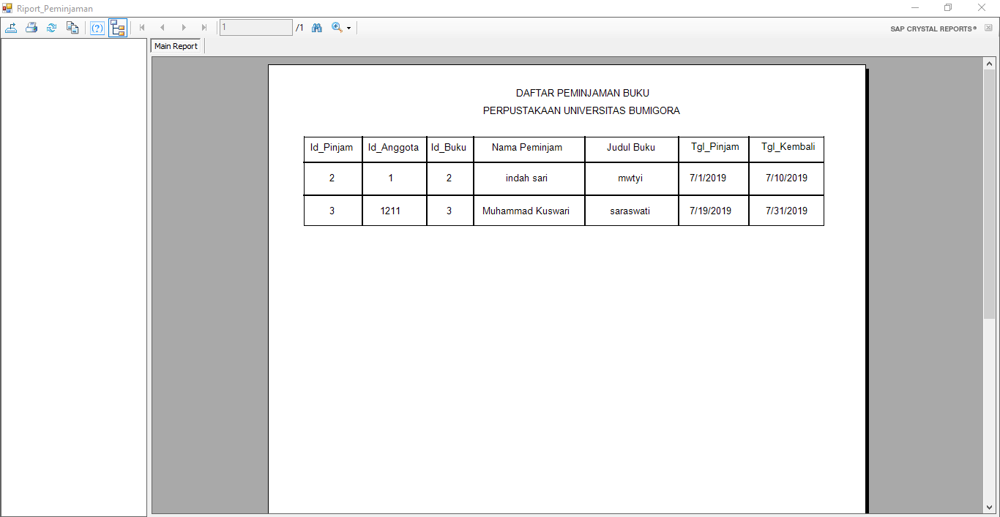 Riport_Peminjaman
1 /1 SAP CRYSTAL REPORTS®
Main Report
DAFTAR PEMINJAMAN BUKU
PERPUSTAKAAN UNIVERSITAS BUMIGORA
Id_Pinjam Id_Anggota Id_Buku Nama Peminjam Judul Buku Tgl_Pinjam Tgl_Kembali
2 1 2 indah sari mwtyi 7/1/2019 7/10/2019
3 1211 3 Muhammad Kuswari saraswati 7/19/2019 7/31/2019